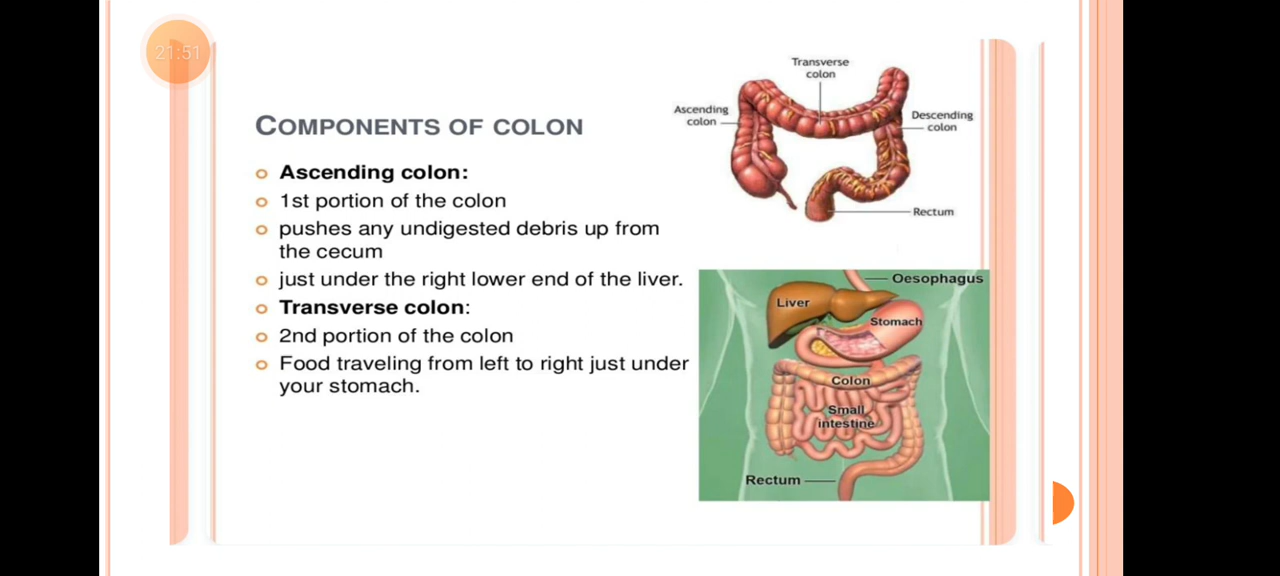 21:51
COMPONENTS OF COLON
Ascending colon:
1st portion of the colon
pushes any undigested debris up from
the cecum
just under the right lower end of the liver.
Transverse colon:
2nd portion of the colon
Food traveling from left to right just under
your stomach.
Transverse
colon
Ascending
colon
Descending
colon
Rectum
Oesophagus
Liver
Stomach
Colon
Small
intestine
Rectum